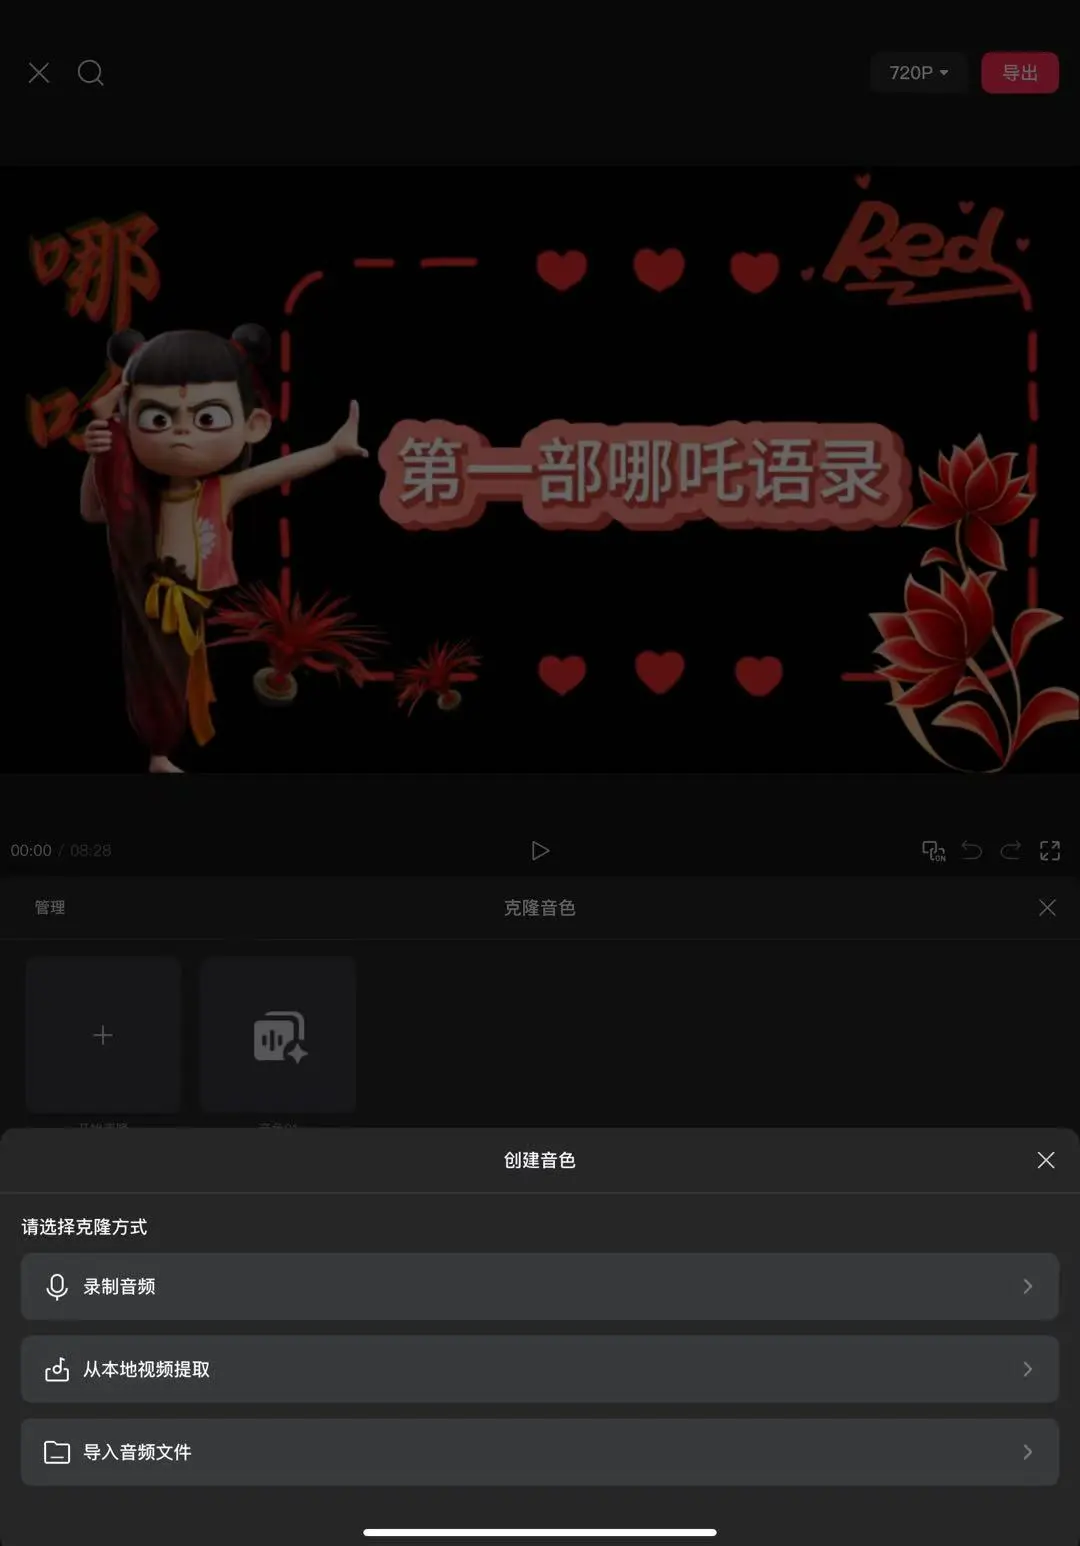 720P
导出
哪
吒
Red
第一部哪吒语录
00:00 / 08:28
ON
管理
克隆音色
创建音色
请选择克隆方式
录制音频
从本地视频提取
导入音频文件